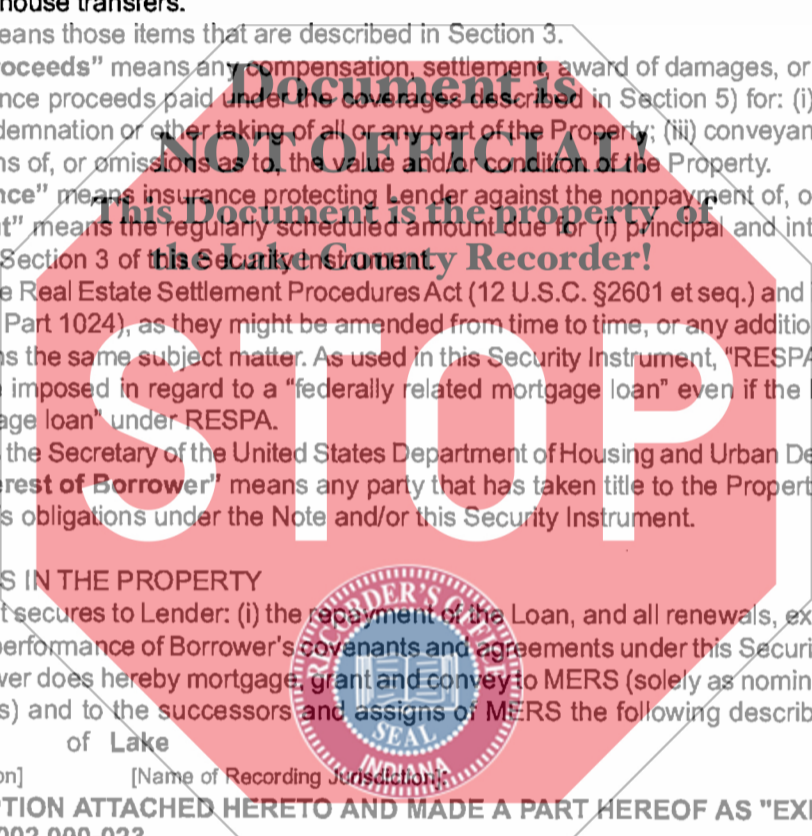 house transfers.
eans those items that are described in Section 3.
oceeds" means any compensation, settlement, award of damages, or
nce proceeds paid under the coverages described in Section 5) for: (i)
demnation or other taking of all or any part of the Property; (iii) conveyan
ns of, or omissions as to, the value and/or condition of the Property.
nce" means insurance protecting Lender against the nonpayment of, o
t" means the regularly scheduled amount due for (i) principal and int
Section 3 of this Security Instrument.
Document is
NOT OFFICIAL!
This Document is the property of
the Lake County Recorder!
e Real Estate Settlement Procedures Act (12 U.S.C. §2601 et seq.) and
Part 1024), as they might be amended from time to time, or any additio
s the same subject matter. As used in this Security Instrument, "RESPA
imposed in regard to a "federally related mortgage loan" even if the
age loan" under RESPA.
STOP
the Secretary of the United States Department of Housing and Urban De
rest of Borrower" means any party that has taken title to the Propert
s obligations under the Note and/or this Security Instrument.
S IN THE PROPERTY
t secures to Lender: (i) the repayment of the Loan, and all renewals, ex
performance of Borrower's covenants and agreements under this Securi
wer does hereby mortgage, grant and convey to MERS (solely as nomin
s) and to the successors and assigns of MERS the following describ
of Lake
on] [Name of Recording Jurisdiction]:
RECORDER'S OFFICE
SEAL
INDIANA
PTION ATTACHED HERETO AND MADE A PART HEREOF AS "EXH